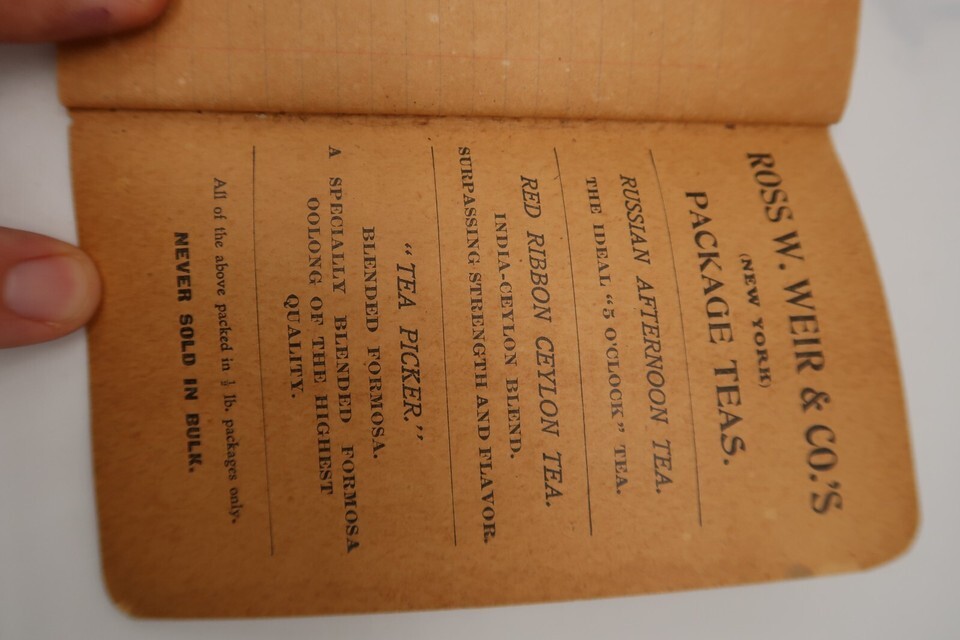 ROSS W. WEIR & CO.'S
(NEW YORK)
PACKAGE TEAS.
RUSSIAN AFTERNOON TEA.
THE IDEAL "5 O'CLOCK" TEA.
RED RIBBON CEYLON TEA.
INDIA-CEYLON BLEND.
SURPASSING STRENGTH AND FLAVOR.
"TEA PICKER."
BLENDED FORMOSA.
A SPECIALLY BLENDED FORMOSA
OOLONG OF THE HIGHEST
QUALITY.
All of the above packed in lb. packages only.
NEVER SOLD IN BULK.